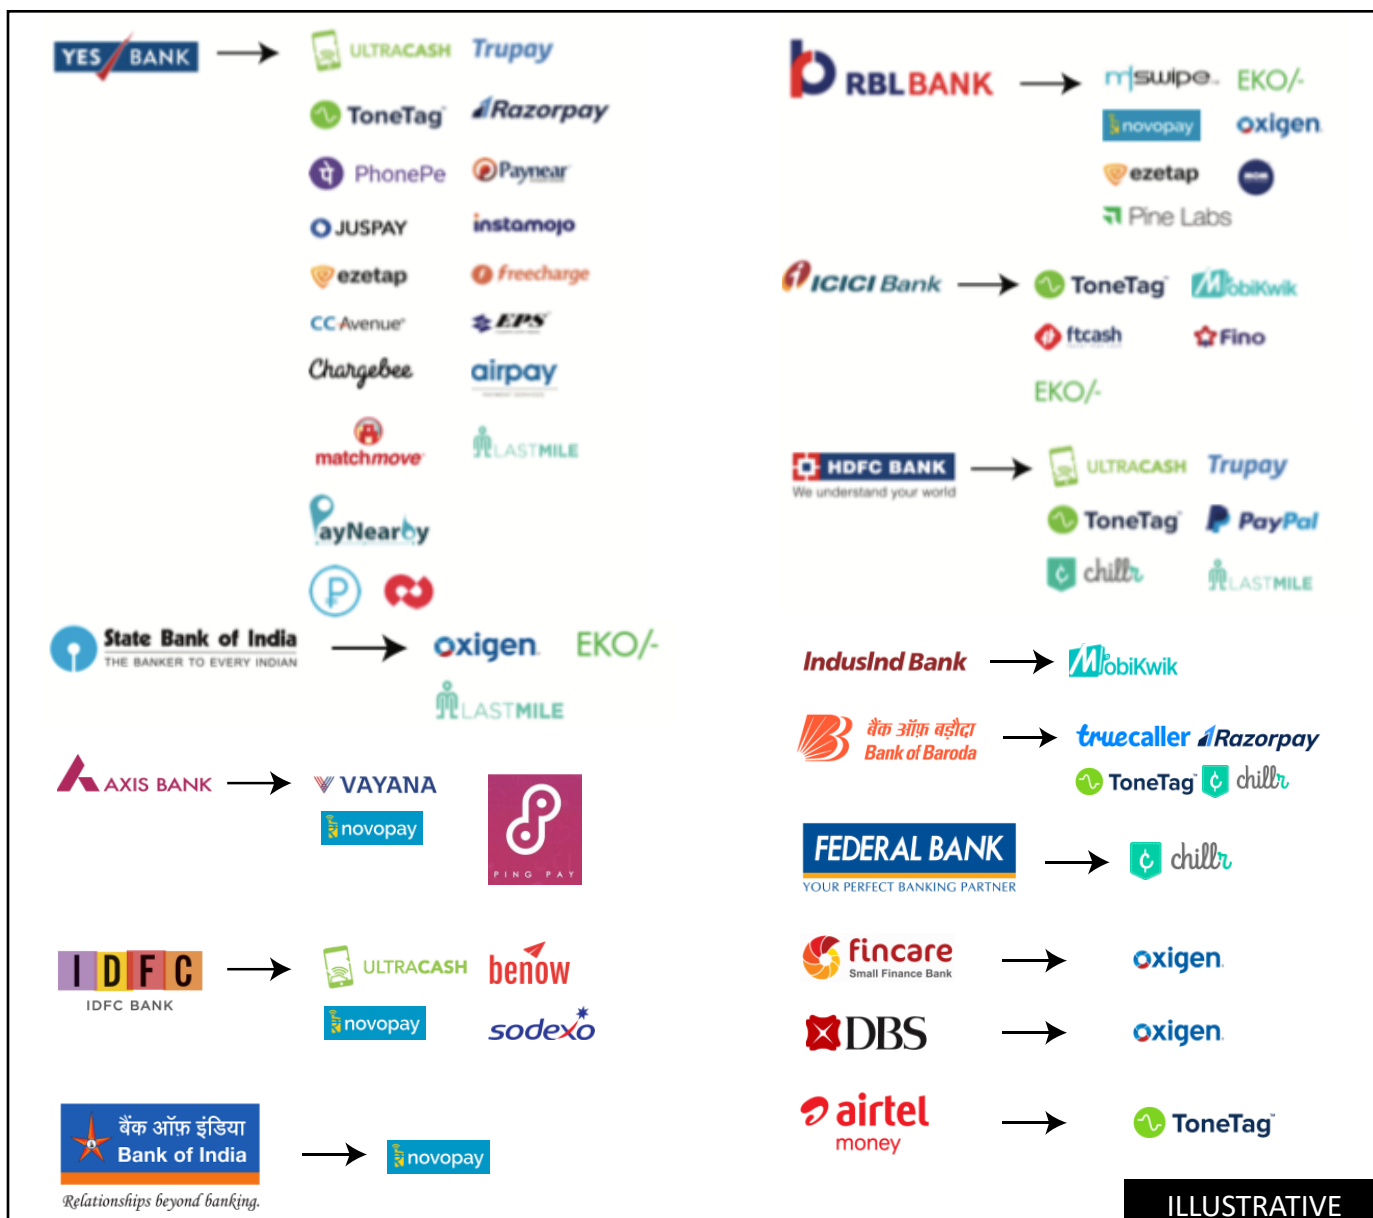 YES BANK
ULTRACASH Trupay
ToneTag Razorpay
PhonePe Paynear
JUSPAY instamojo
ezetap freecharge
CCAvenue EPS
Chargebee airpay
PAYMENT SERVICES
matchmove LASTMILE
PayNearby
State Bank of India
THE BANKER TO EVERY INDIAN
oxigen EKO/-
LASTMILE
AXIS BANK
VAYANA
novopay
PING PAY
IDFC
IDFC BANK
ULTRACASH benow
novopay sodexo
बैंक ऑफ़ इंडिया
Bank of India
Relationships beyond banking.
novopay
RBLBANK
mswipe EKO/-
novopay oxigen
ezetap
Pine Labs
ICICI Bank
ToneTag MobiKwik
ftcash Fino
EKO/-
HDFC BANK
We understand your world
ULTRACASH Trupay
ToneTag PayPal
chillr LASTMILE
IndusInd Bank
MobiKwik
बैंक ऑफ़ बड़ौदा
Bank of Baroda
truecaller Razorpay
ToneTag chillr
FEDERAL BANK
YOUR PERFECT BANKING PARTNER
chillr
fincare
Small Finance Bank
oxigen
DBS
oxigen
airtel
money
ToneTag
ILLUSTRATIVE